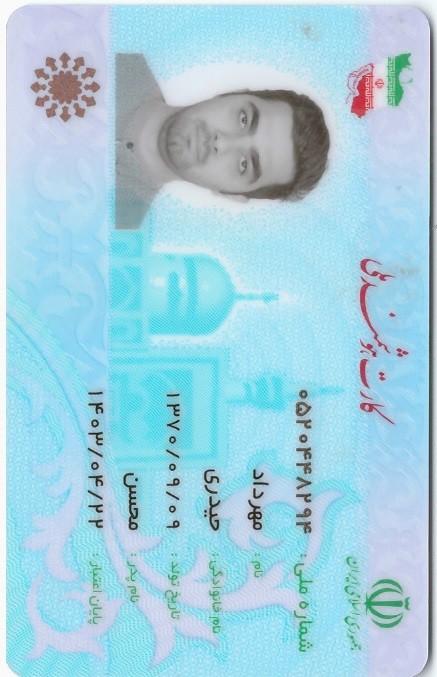 جمهوری اسلامی ایران
کارت هوشمند ملی
شماره ملی: ۰۵۲۰۴۴۸۲۹۴
نام: مهرداد
نام خانوادگی: حیدری
تاریخ تولد: ۱۳۷۰/۰۹/۰۹
نام پدر: محسن
پایان اعتبار: ۱۴۰۳/۰۴/۲۲